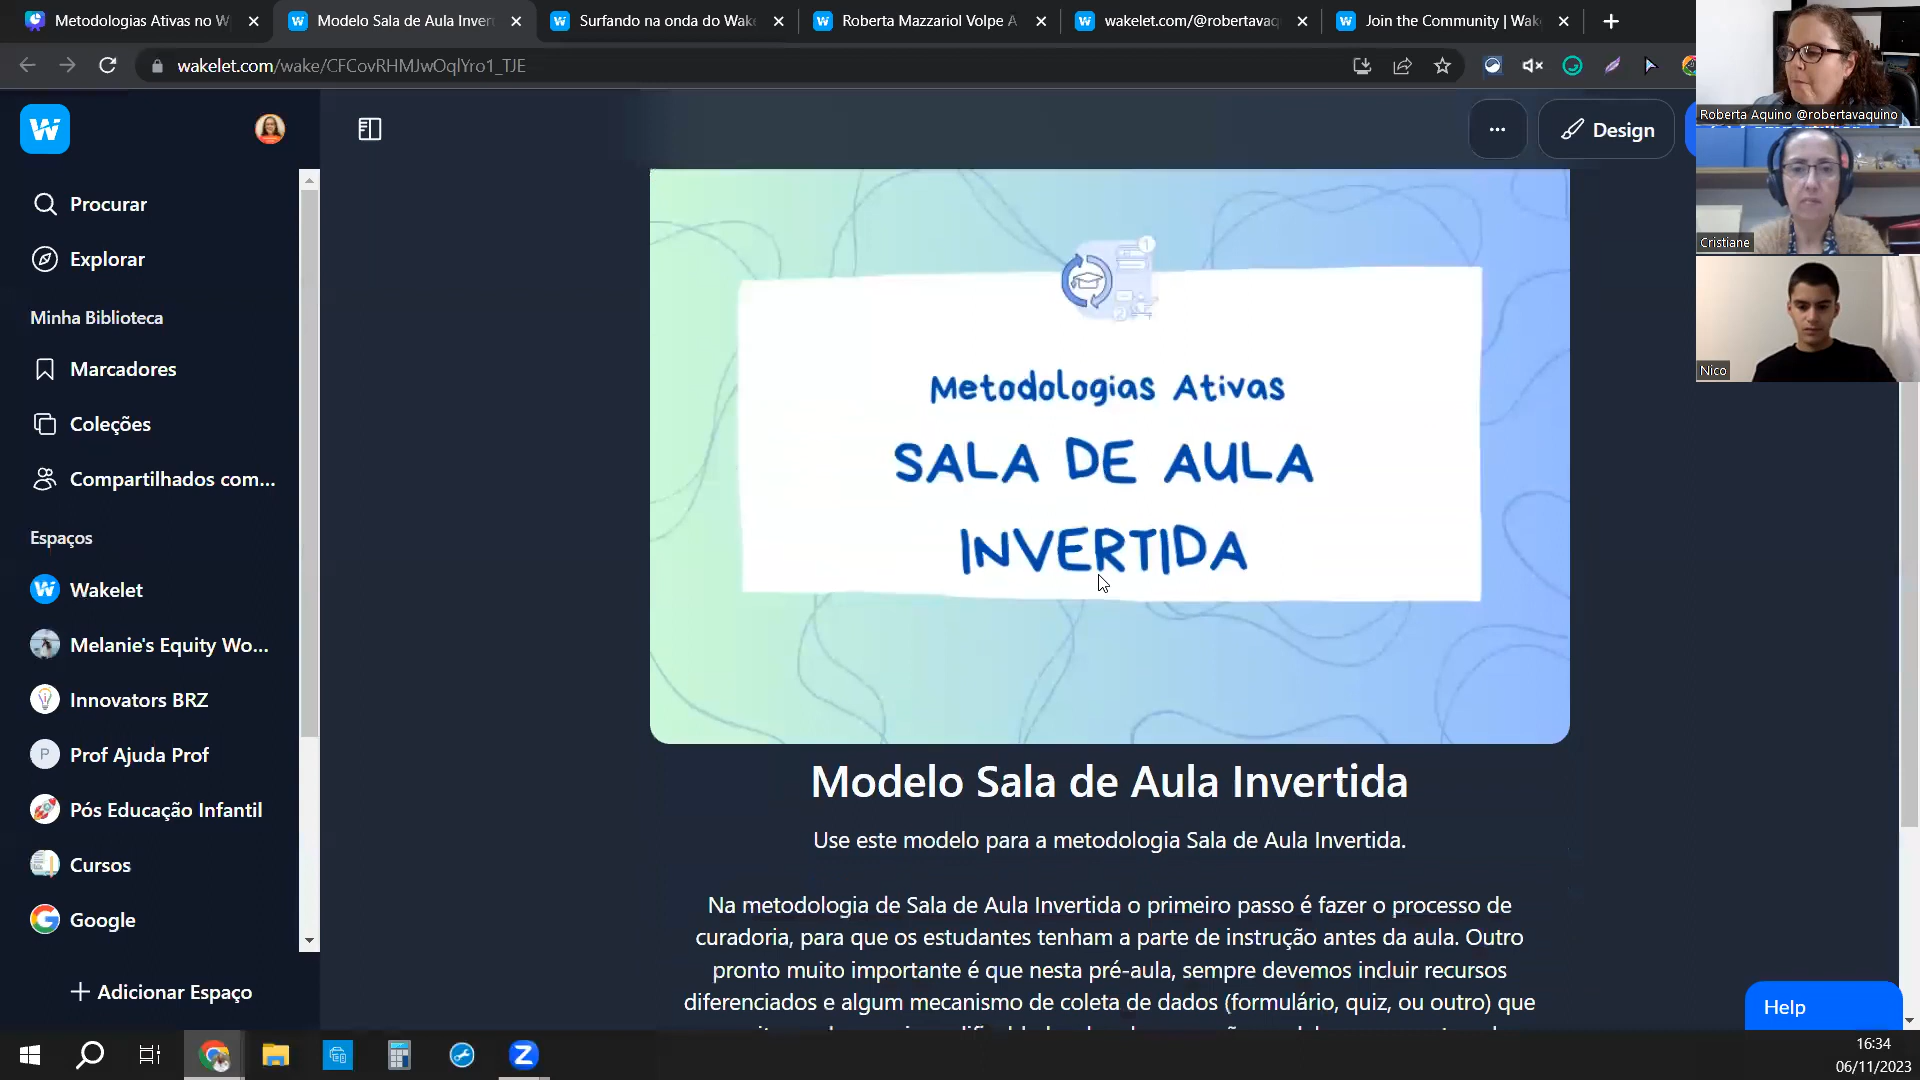 Metodologias Ativas no W
Modelo Sala de Aula Inver
Surfando na onda do Wak
Roberta Mazzariol Volpe A
wakelet.com/@robertavaq
Join the Community | Wak
wakelet.com/wake/CFCovRHMJwOqlYro1_TJE
Roberta Aquino @robertavaquino
Design
Procurar
Cristiane
Explorar
Minha Biblioteca
Nico
Marcadores
Metodologias Ativas
Coleções
SALA DE AULA
Compartilhados com...
INVERTIDA
Espaços
Wakelet
Melanie's Equity Wo...
Innovators BRZ
P Prof Ajuda Prof
Modelo Sala de Aula Invertida
Pós Educação Infantil
Use este modelo para a metodologia Sala de Aula Invertida.
Cursos
Na metodologia de Sala de Aula Invertida o primeiro passo é fazer o processo de
Google
curadoria, para que os estudantes tenham a parte de instrução antes da aula. Outro
pronto muito importante é que nesta pré-aula, sempre devemos incluir recursos
Adicionar Espaço
diferenciados e algum mecanismo de coleta de dados (formulário, quiz, ou outro) que
Help
16:34
06/11/2023